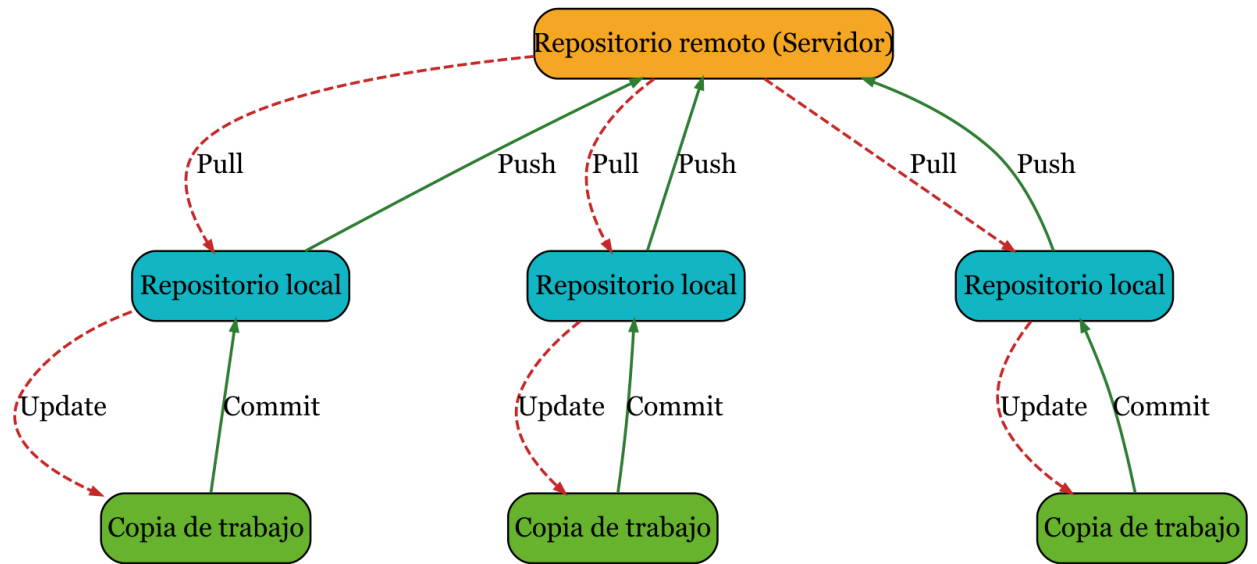 Repositorio remoto (Servidor)
Pull
Push
Pull
Push
Pull
Push
Repositorio local
Repositorio local
Repositorio local
Update
Commit
Update
Commit
Update
Commit
Copia de trabajo
Copia de trabajo
Copia de trabajo